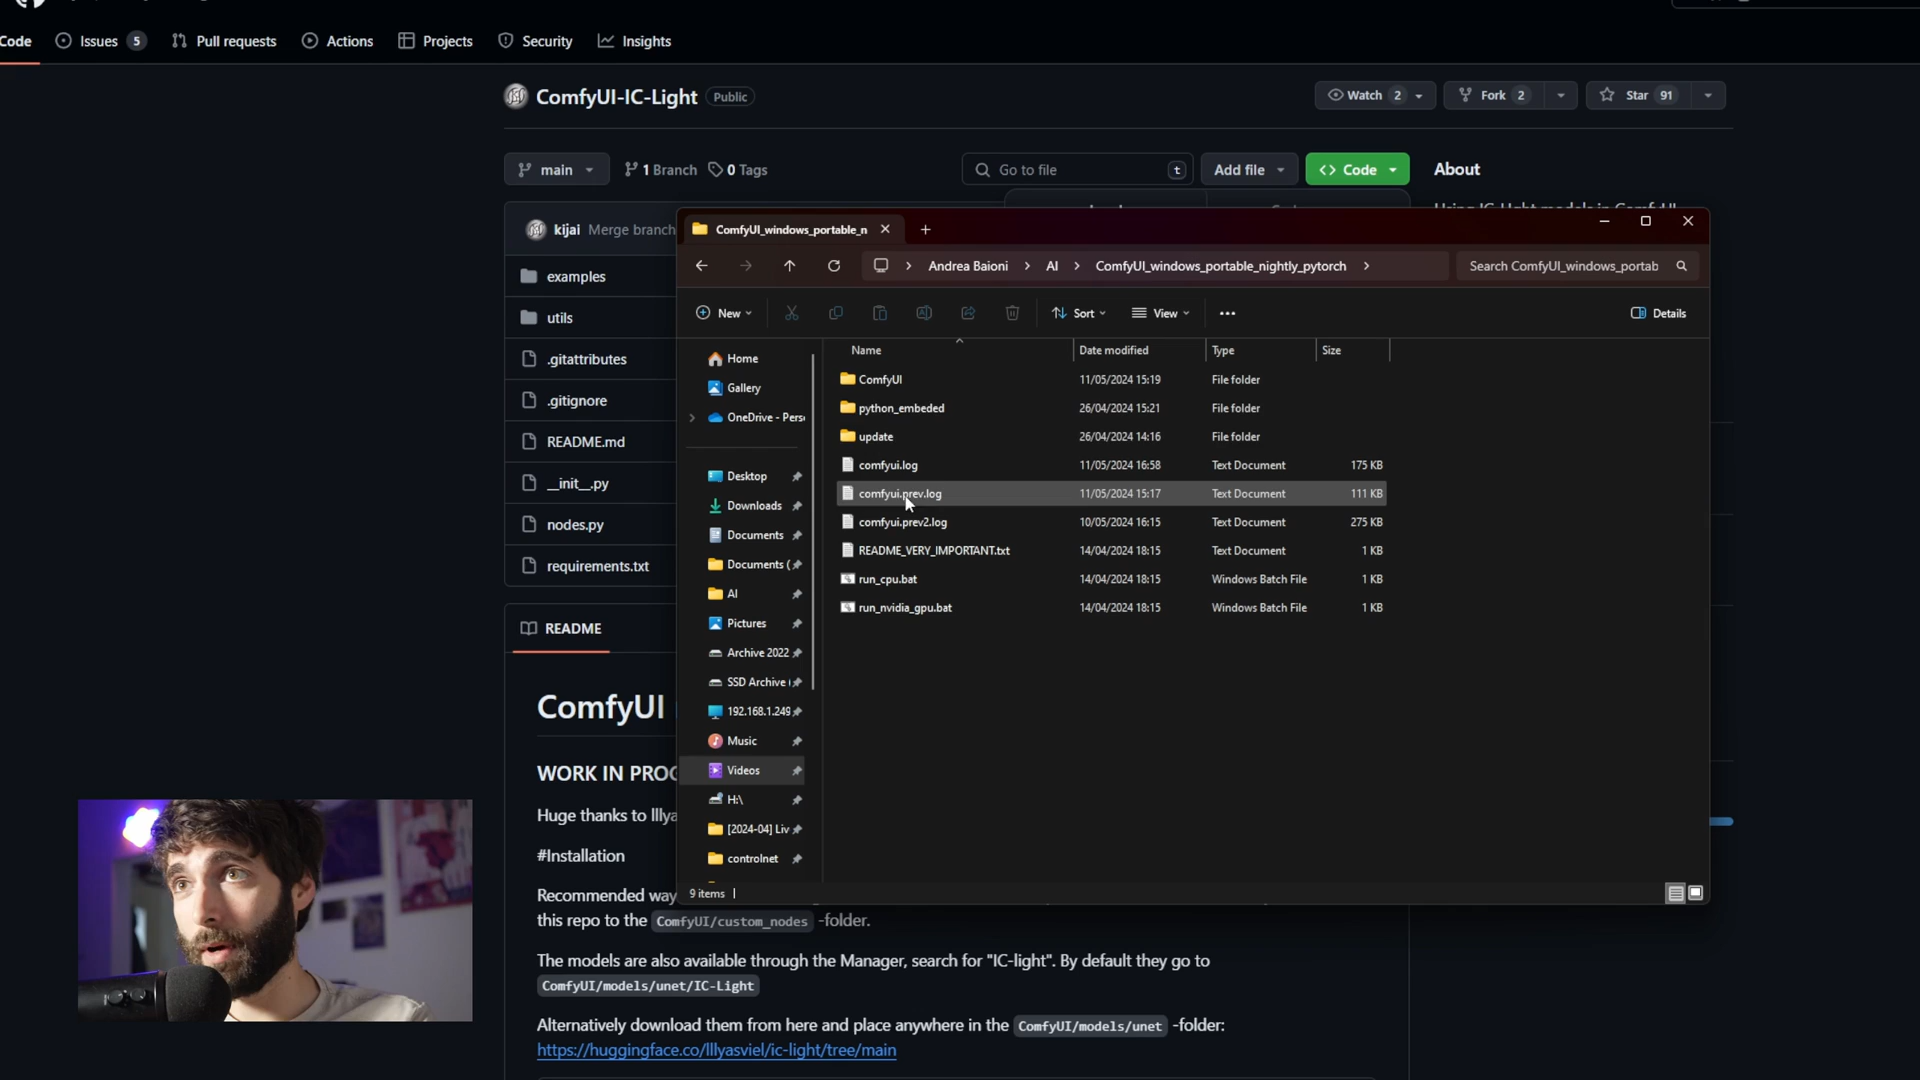 Code
Issues 5
Pull requests
Actions
Projects
Security
Insights
ComfyUI-IC-Light Public
Watch 2
Fork 2
Star 91
main
1 Branch
0 Tags
Go to file t
Add file
<> Code
About
kijai Merge branch
examples
utils
.gitattributes
.gitignore
README.md
__init__.py
nodes.py
requirements.txt
README
ComfyUI
WORK IN PROG
Huge thanks to lllya
#Installation
Recommended way
this repo to the ComfyUI/custom_nodes -folder.
The models are also available through the Manager, search for "IC-light". By default they go to
ComfyUI/models/unet/IC-Light
Alternatively download them from here and place anywhere in the ComfyUI/models/unet -folder:
https://huggingface.co/lllyasviel/ic-light/tree/main
ComfyUI_windows_portable_n
Andrea Baioni > AI > ComfyUI_windows_portable_nightly_pytorch >
Search ComfyUI_windows_portab
New
Sort
View
Details
Home
Gallery
OneDrive - Pers
Desktop
Downloads
Documents
Documents (
AI
Pictures
Archive 2022
SSD Archive (
192.168.1.249
Music
Videos
H:\
[2024-04] Liv
controlnet
Name Date modified Type Size
ComfyUI 11/05/2024 15:19 File folder
python_embeded 26/04/2024 15:21 File folder
update 26/04/2024 14:16 File folder
comfyui.log 11/05/2024 16:58 Text Document 175 KB
comfyui.prev.log 11/05/2024 15:17 Text Document 111 KB
comfyui.prev2.log 10/05/2024 16:15 Text Document 275 KB
README_VERY_IMPORTANT.txt 14/04/2024 18:15 Text Document 1 KB
run_cpu.bat 14/04/2024 18:15 Windows Batch File 1 KB
run_nvidia_gpu.bat 14/04/2024 18:15 Windows Batch File 1 KB
9 items